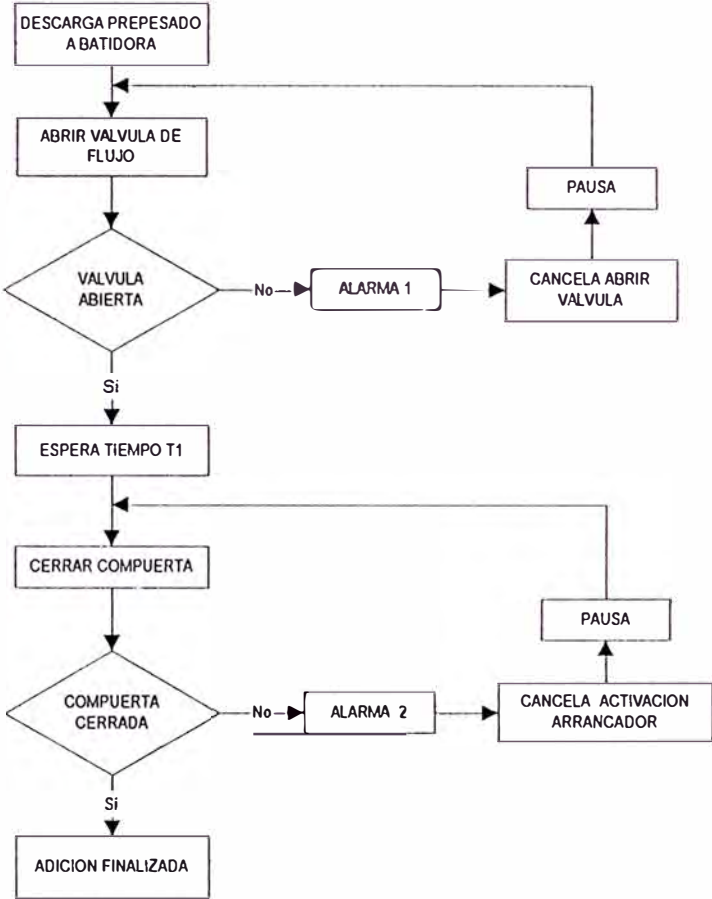 DESCARGA PREPESADO
A BATIDORA
ABRIR VALVULA DE
FLUJO
PAUSA
VALVULA
ABIERTA
No
ALARMA 1
CANCELA ABRIR
VALVULA
Si
ESPERA TIEMPO T1
CERRAR COMPUERTA
PAUSA
COMPUERTA
CERRADA
No
ALARMA 2
CANCELA ACTIVACION
ARRANCADOR
Si
ADICION FINALIZADA